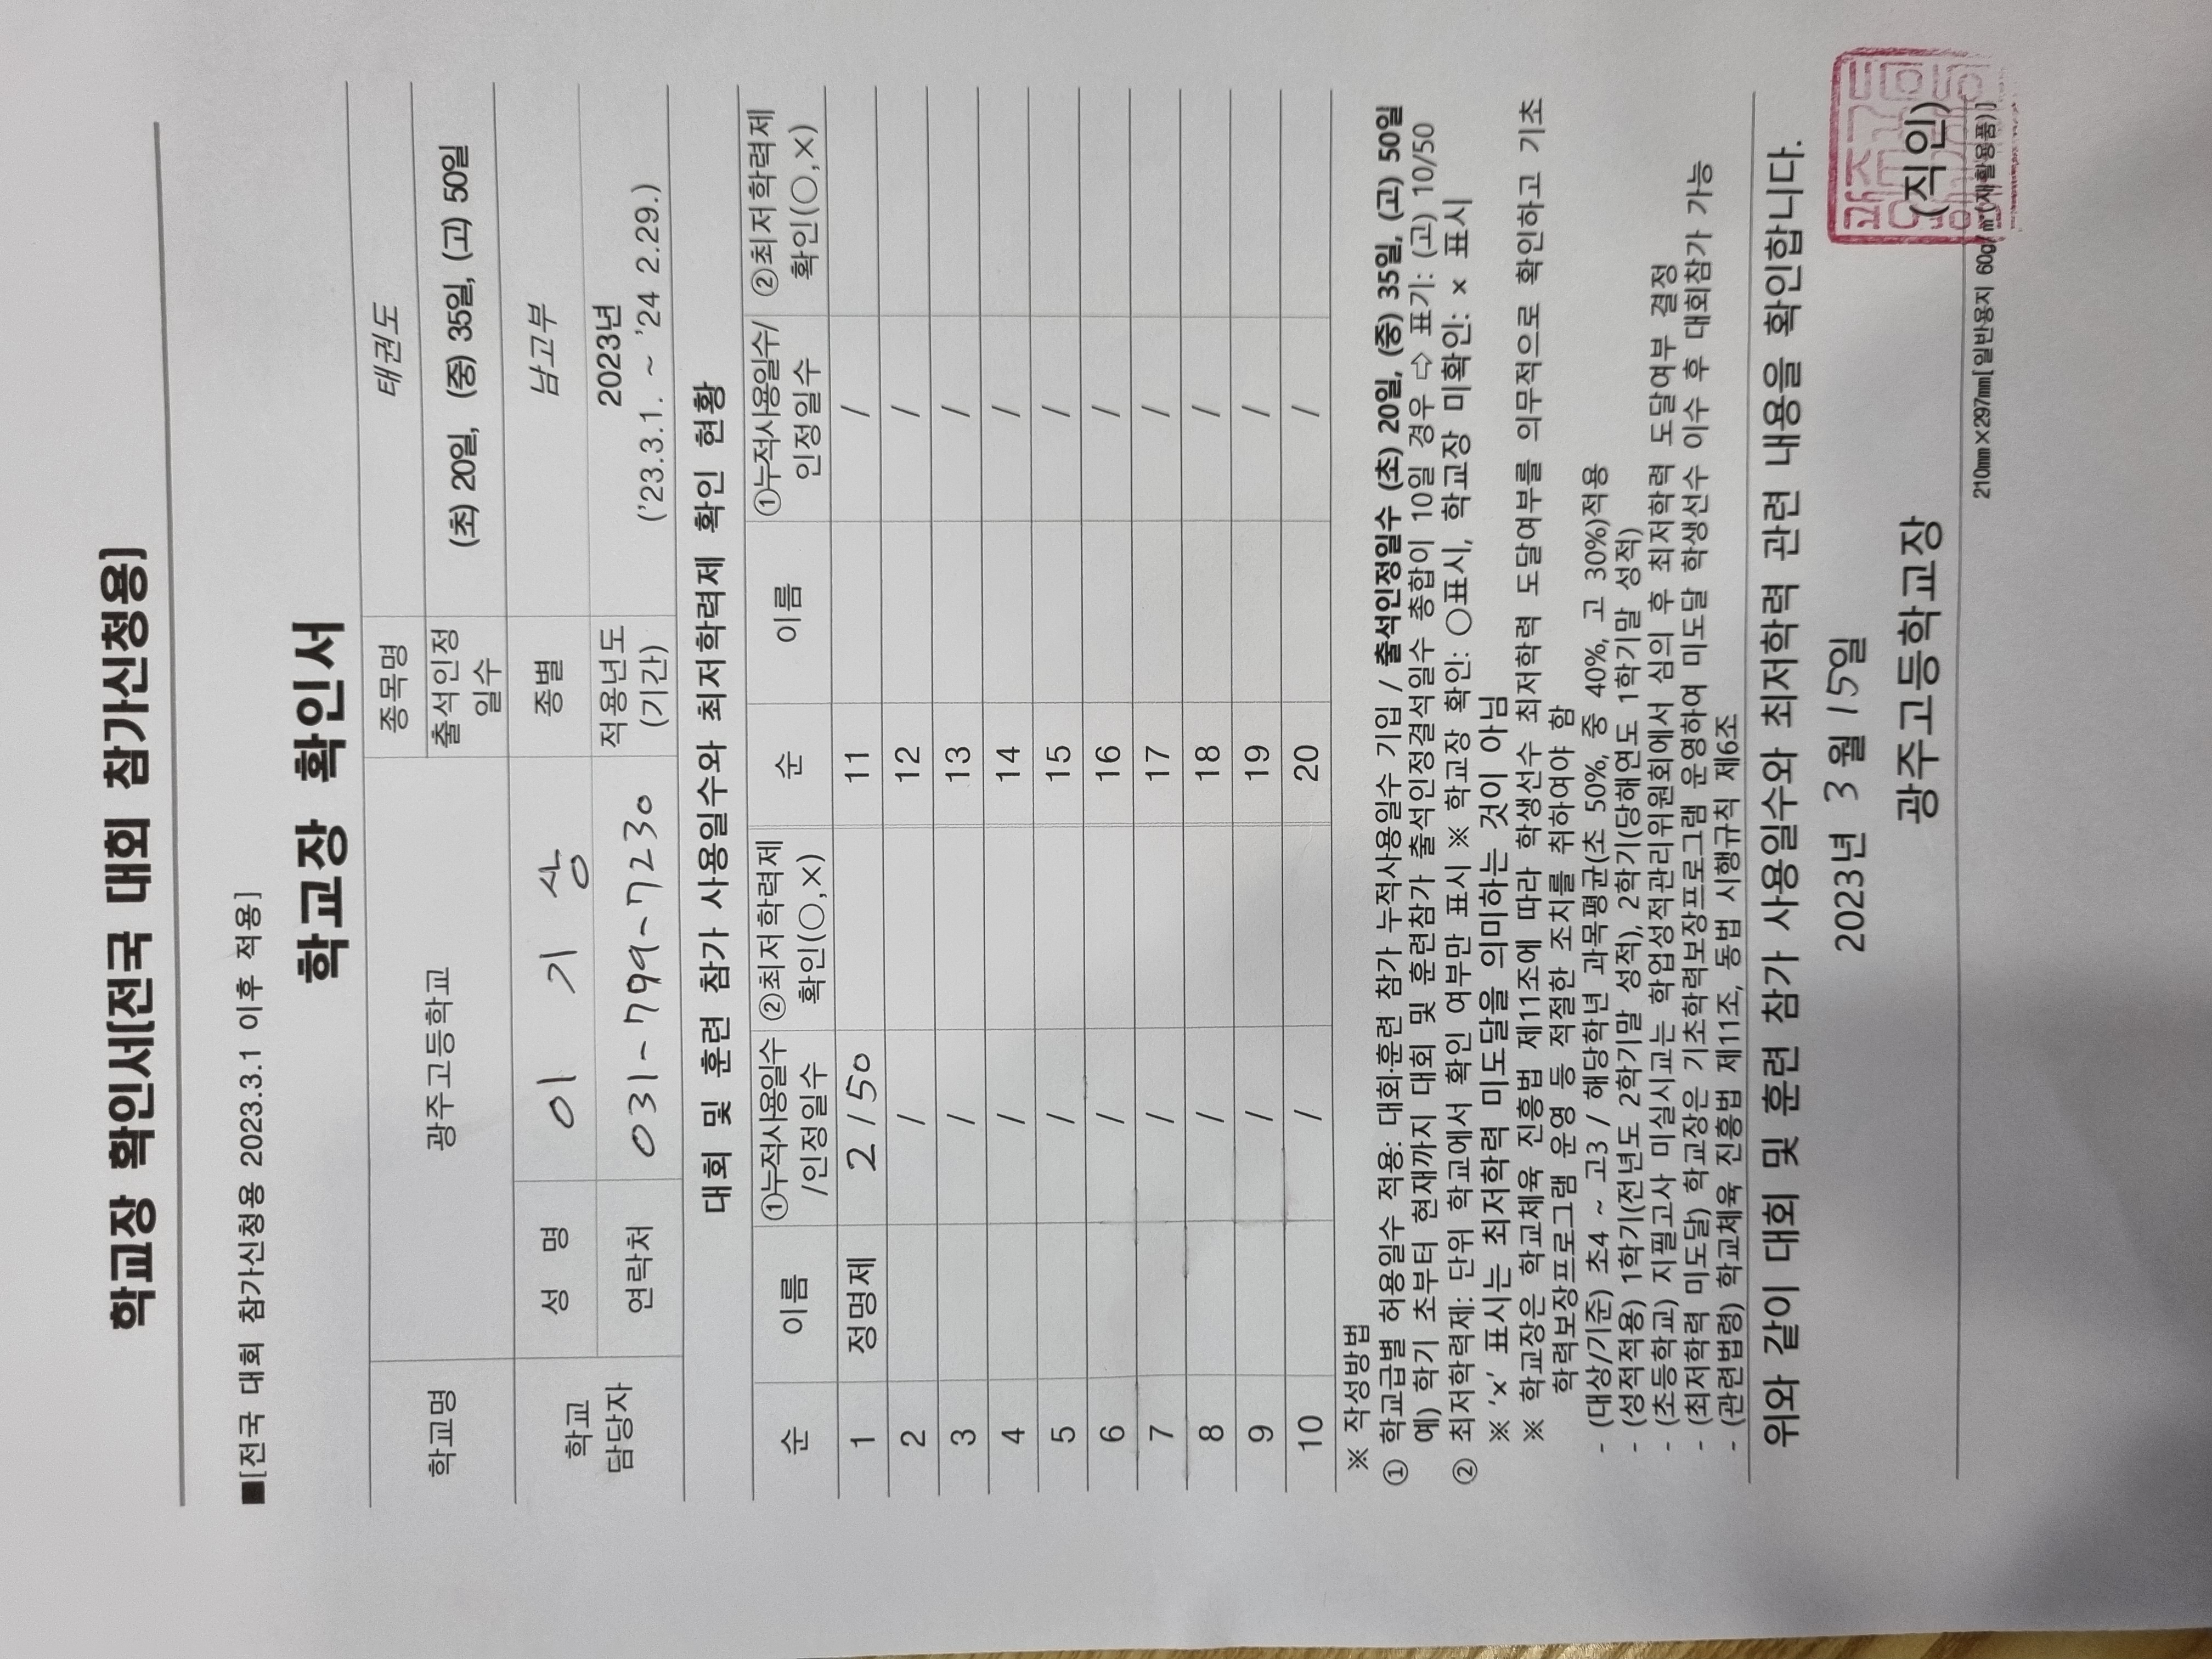 학교장 확인서[전국 대회 참가신청용]
■[전국 대회 참가신청용 2023.3.1 이후 적용]
학교장 확인서
학교명 광주고등학교 종목명 태권도
출석인정 일수 (초) 20일, (중) 35일, (고) 50일
학교 담당자 성 명 이 기 상 종별 남고부
연락처 031-799-7230 적용년도 (기간) 2023년 ('23.3.1. ~ '24 2.29.)
대회 및 훈련 참가 사용일수와 최저학력제 확인 현황
순 이름 ①누적사용일수 /인정일수 ②최저학력제 확인(○,×) 순 이름 ①누적사용일수/ 인정일수 ②최저학력제 확인(○,×)
1 정명제 2/50 11 /
2 / 12 /
3 / 13 /
4 / 14 /
5 / 15 /
6 / 16 /
7 / 17 /
8 / 18 /
9 / 19 /
10 / 20 /
※ 작성방법
① 학교급별 허용일수 적용: 대회·훈련 참가 누적사용일수 기입 / 출석인정일수 (초) 20일, (중) 35일, (고) 50일
예) 학기 초부터 현재까지 대회 및 훈련참가 출석인정결석일수 총합이 10일 경우 ⇨ 표기: (고) 10/50
② 최저학력제: 단위 학교에서 확인 여부만 표시 ※ 학교장 확인: ○표시, 학교장 미확인: × 표시
※ '×' 표시는 최저학력 미도달을 의미하는 것이 아님
※ 학교장은 학교체육 진흥법 제11조에 따라 학생선수 최저학력 도달여부를 의무적으로 확인하고 기초
학력보장프로그램 운영 등 적절한 조치를 취하여야 함
- (대상/기준) 초4 ~ 고3 / 해당학년 과목평균(초 50%, 중 40%, 고 30%)적용
- (성적적용) 1학기(전년도 2학기말 성적), 2학기(당해연도 1학기말 성적)
- (초등학교) 지필고사 미실시교는 학업성적관리위원회에서 심의 후 최저학력 도달여부 결정
- (최저학력 미도달) 학교장은 기초학력보장프로그램 운영하여 미도달 학생선수 이수 후 대회참가 가능
- (관련법령) 학교체육 진흥법 제11조, 동법 시행규칙 제6조
위와 같이 대회 및 훈련 참가 사용일수와 최저학력 관련 내용을 확인합니다.
2023년 3월 15일
광주고등학교장 (직인)
210㎜×297㎜[일반용지 60g/㎡(재활용품)]